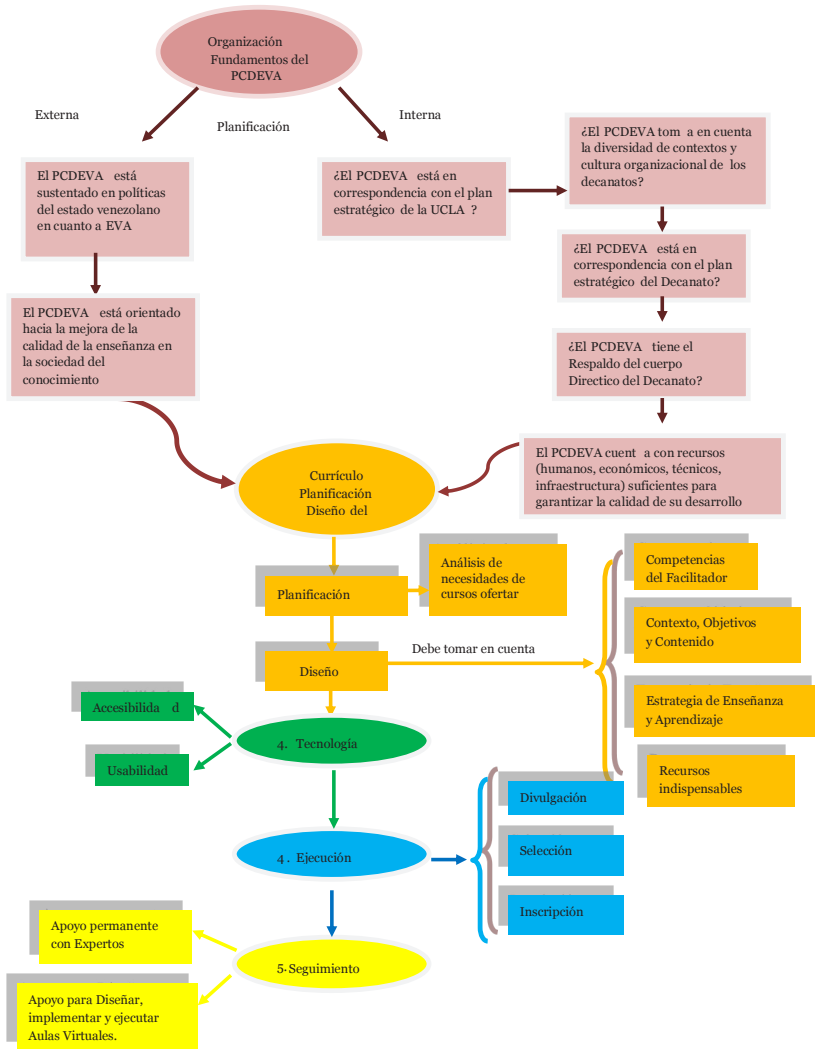 Organización
Fundamentos del
PCDEVA
Externa
Planificación
Interna
El PCDEVA está
sustentado en políticas
del estado venezolano
en cuanto a EVA
¿El PCDEVA está en
correspondencia con el plan
estratégico de la UCLA ?
¿El PCDEVA tom a en cuenta
la diversidad de contextos y
cultura organizacional de los
decanatos?
¿El PCDEVA está en
correspondencia con el plan
estratégico del Decanato?
El PCDEVA está orientado
hacia la mejora de la
calidad de la enseñanza en
la sociedad del
conocimiento
¿El PCDEVA tiene el
Respaldo del cuerpo
Directico del Decanato?
El PCDEVA cuent a con recursos
(humanos, económicos, técnicos,
infraestructura) suficientes para
garantizar la calidad de su desarrollo
Currículo
Planificación
Diseño del
Planificación
Análisis de
necesidades de
cursos ofertar
Competencias
del Facilitador
Contexto, Objetivos
y Contenido
Diseño
Debe tomar en cuenta
Estrategia de Enseñanza
y Aprendizaje
Recursos
indispensables
Accesibilida d
Usabilidad
4. Tecnología
Divulgación
4 . Ejecución
Selección
Inscripción
Apoyo permanente
con Expertos
5.Seguimiento
Apoyo para Diseñar,
implementar y ejecutar
Aulas Virtuales.